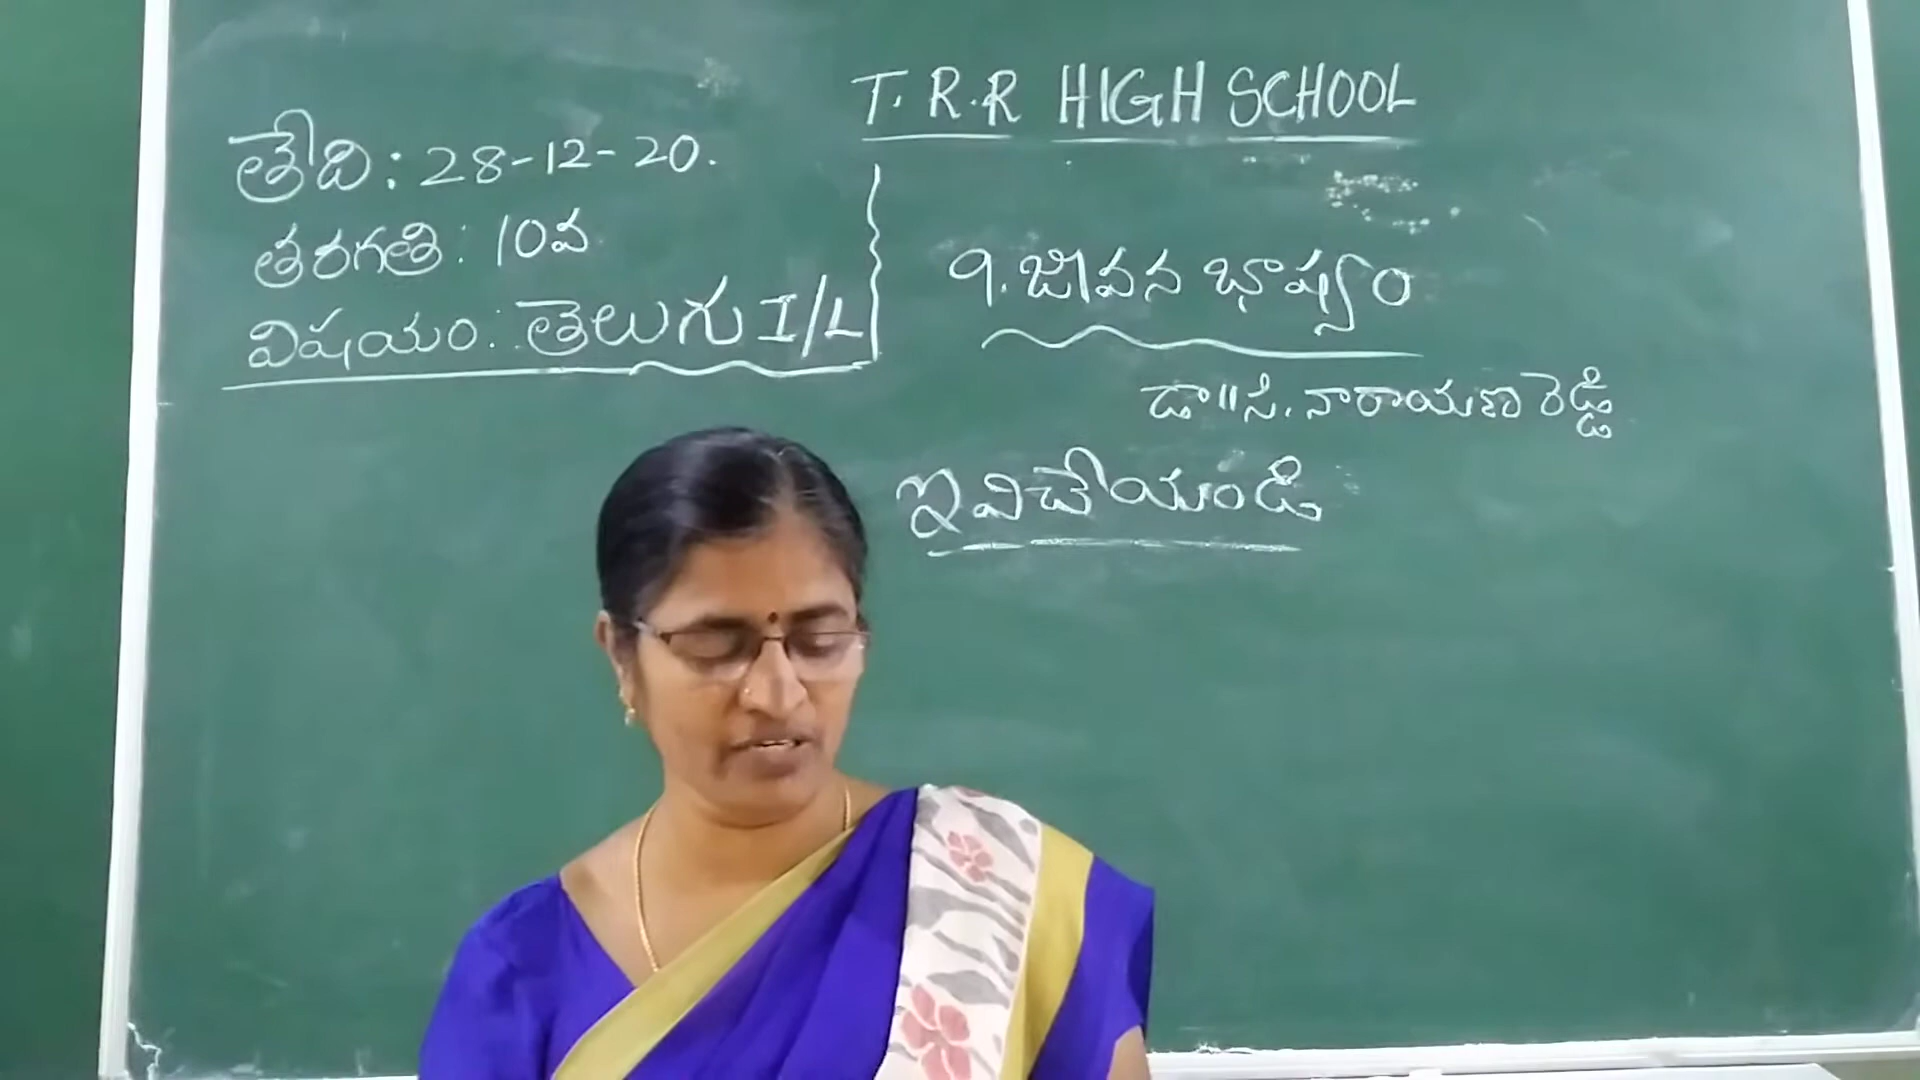 T.R.R HIGH SCHOOL
తేది: 28-12-20.
తరగతి: 10వ
విషయం: తెలుగు I/L
9. జీవన భాష్యం
డా॥సి. నారాయణ రెడ్డి
ఇవిచేయండి